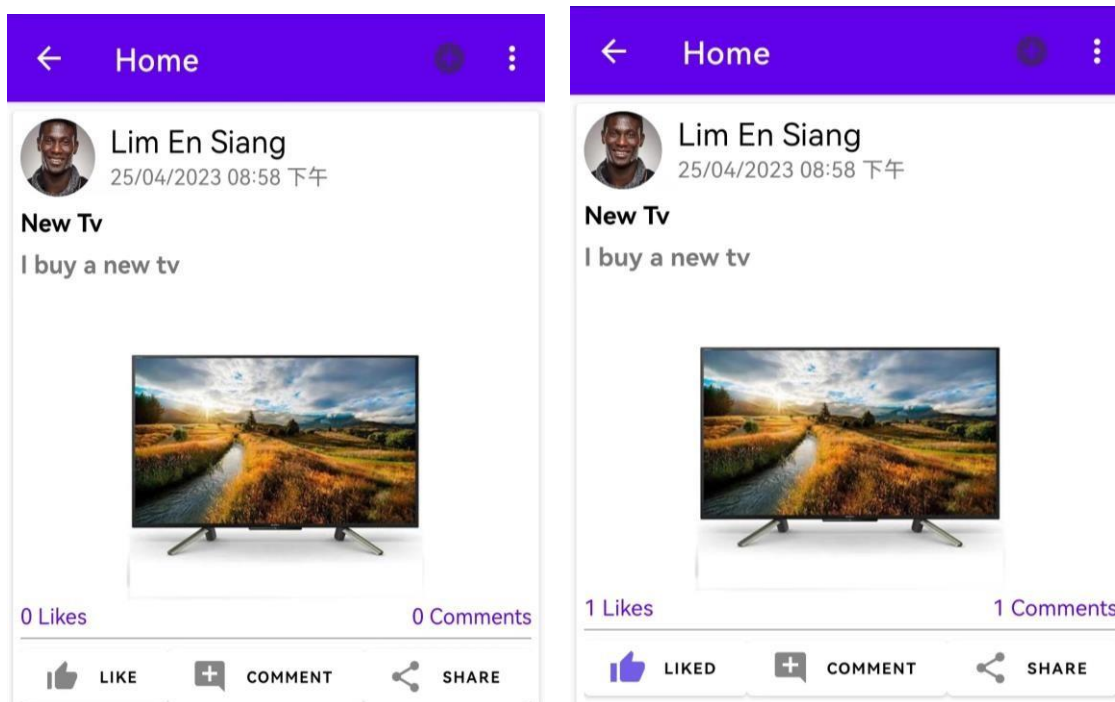 Home
Lim En Siang
25/04/2023 08:58 下午
New Tv
I buy a new tv
0 Likes 0 Comments
LIKE COMMENT SHARE
Home
Lim En Siang
25/04/2023 08:58 下午
New Tv
I buy a new tv
1 Likes 1 Comments
LIKED COMMENT SHARE